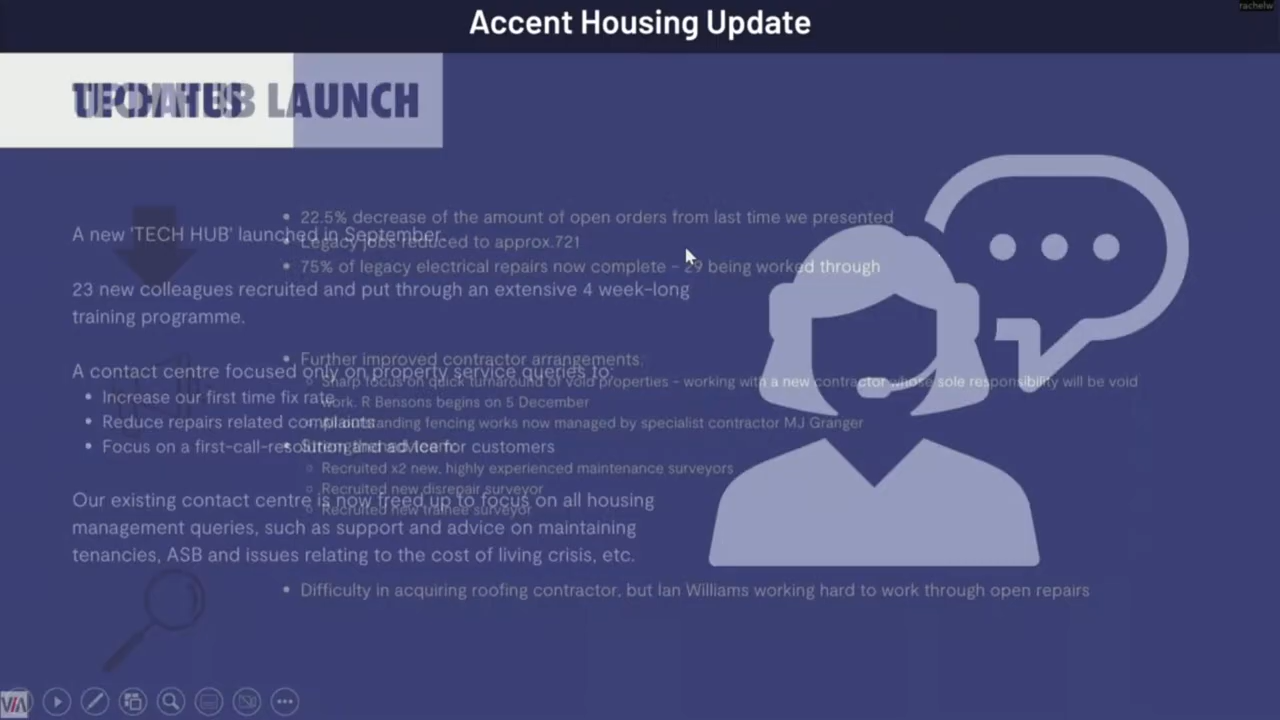 rachelw
Accent Housing Update
TECH HUB LAUNCH
UPDATES
A new 'TECH HUB' launched in September.
23 new colleagues recruited and put through an extensive 4 week-long
training programme.
A contact centre focused only on property service queries to:
• Increase our first time fix rate
• Reduce repairs related complaints
• Focus on a first-call-resolution and advice for customers
Our existing contact centre is now freed up to focus on all housing
management queries, such as support and advice on maintaining
tenancies, ASB and issues relating to the cost of living crisis, etc.
• 22.5% decrease of the amount of open orders from last time we presented
• Legacy jobs reduced to approx.721
• 75% of legacy electrical repairs now complete - 29 being worked through
• Further improved contractor arrangements:
○ Sharp focus on quick turnaround of void properties - working with a new contractor whose sole responsibility will be void
work. R Bensons begins on 5 December
○ outstanding fencing works now managed by specialist contractor MJ Granger
○ Recruited x2 new, highly experienced maintenance surveyors
○ Recruited new disrepair surveyor
○ Recruited new trainee surveyor
• Difficulty in acquiring roofing contractor, but Ian Williams working hard to work through open repairs
VIA